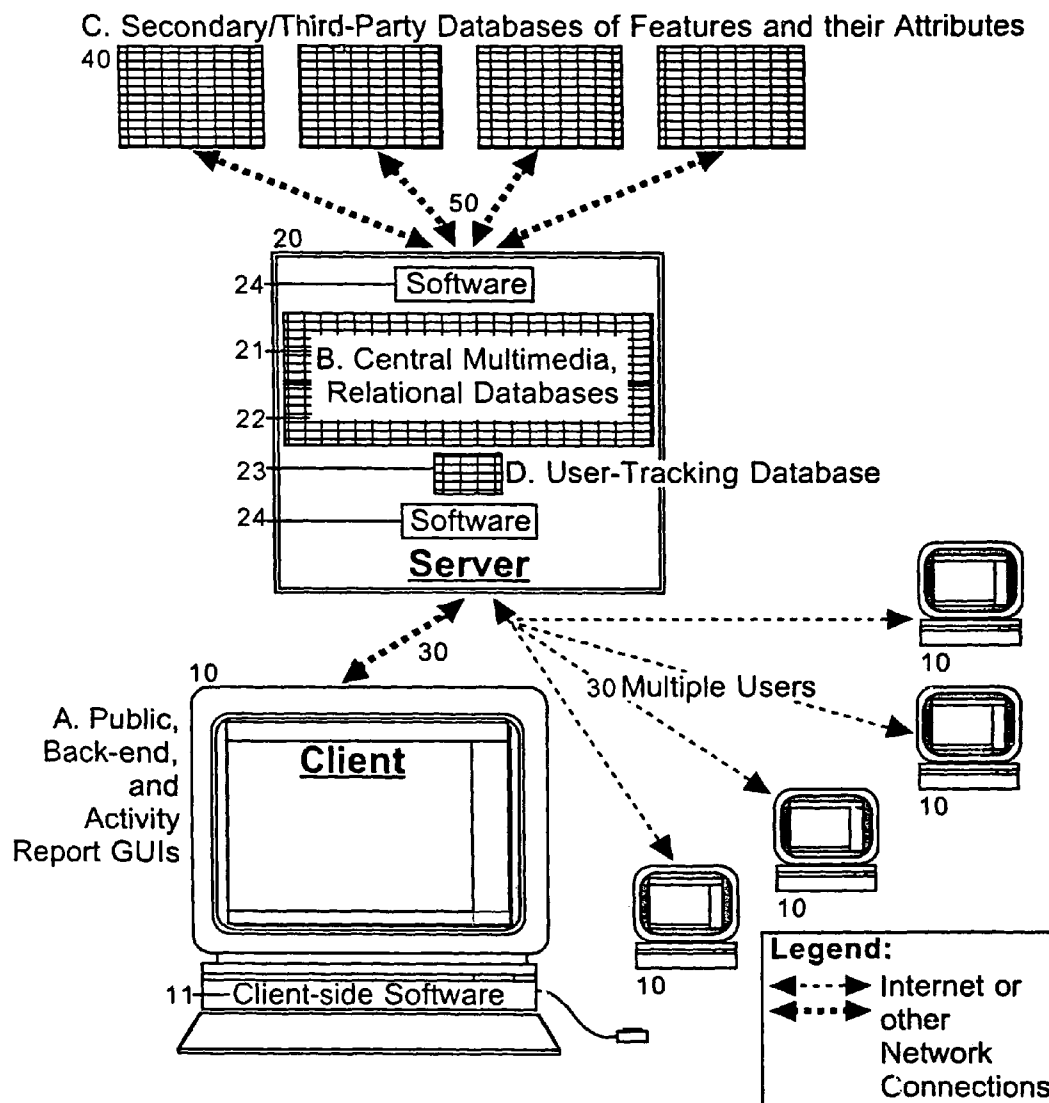 C. Secondary/Third-Party Databases of Features and their Attributes
40
50
20
24 Software
21 B. Central Multimedia,
Relational Databases
22
23 D. User-Tracking Database
24 Software
Server
30
10
A. Public,
Back-end,
and
Activity
Report GUIs
Client
11 Client-side Software
10
30 Multiple Users
10
10
10
Legend:
Internet or
other
Network
Connections